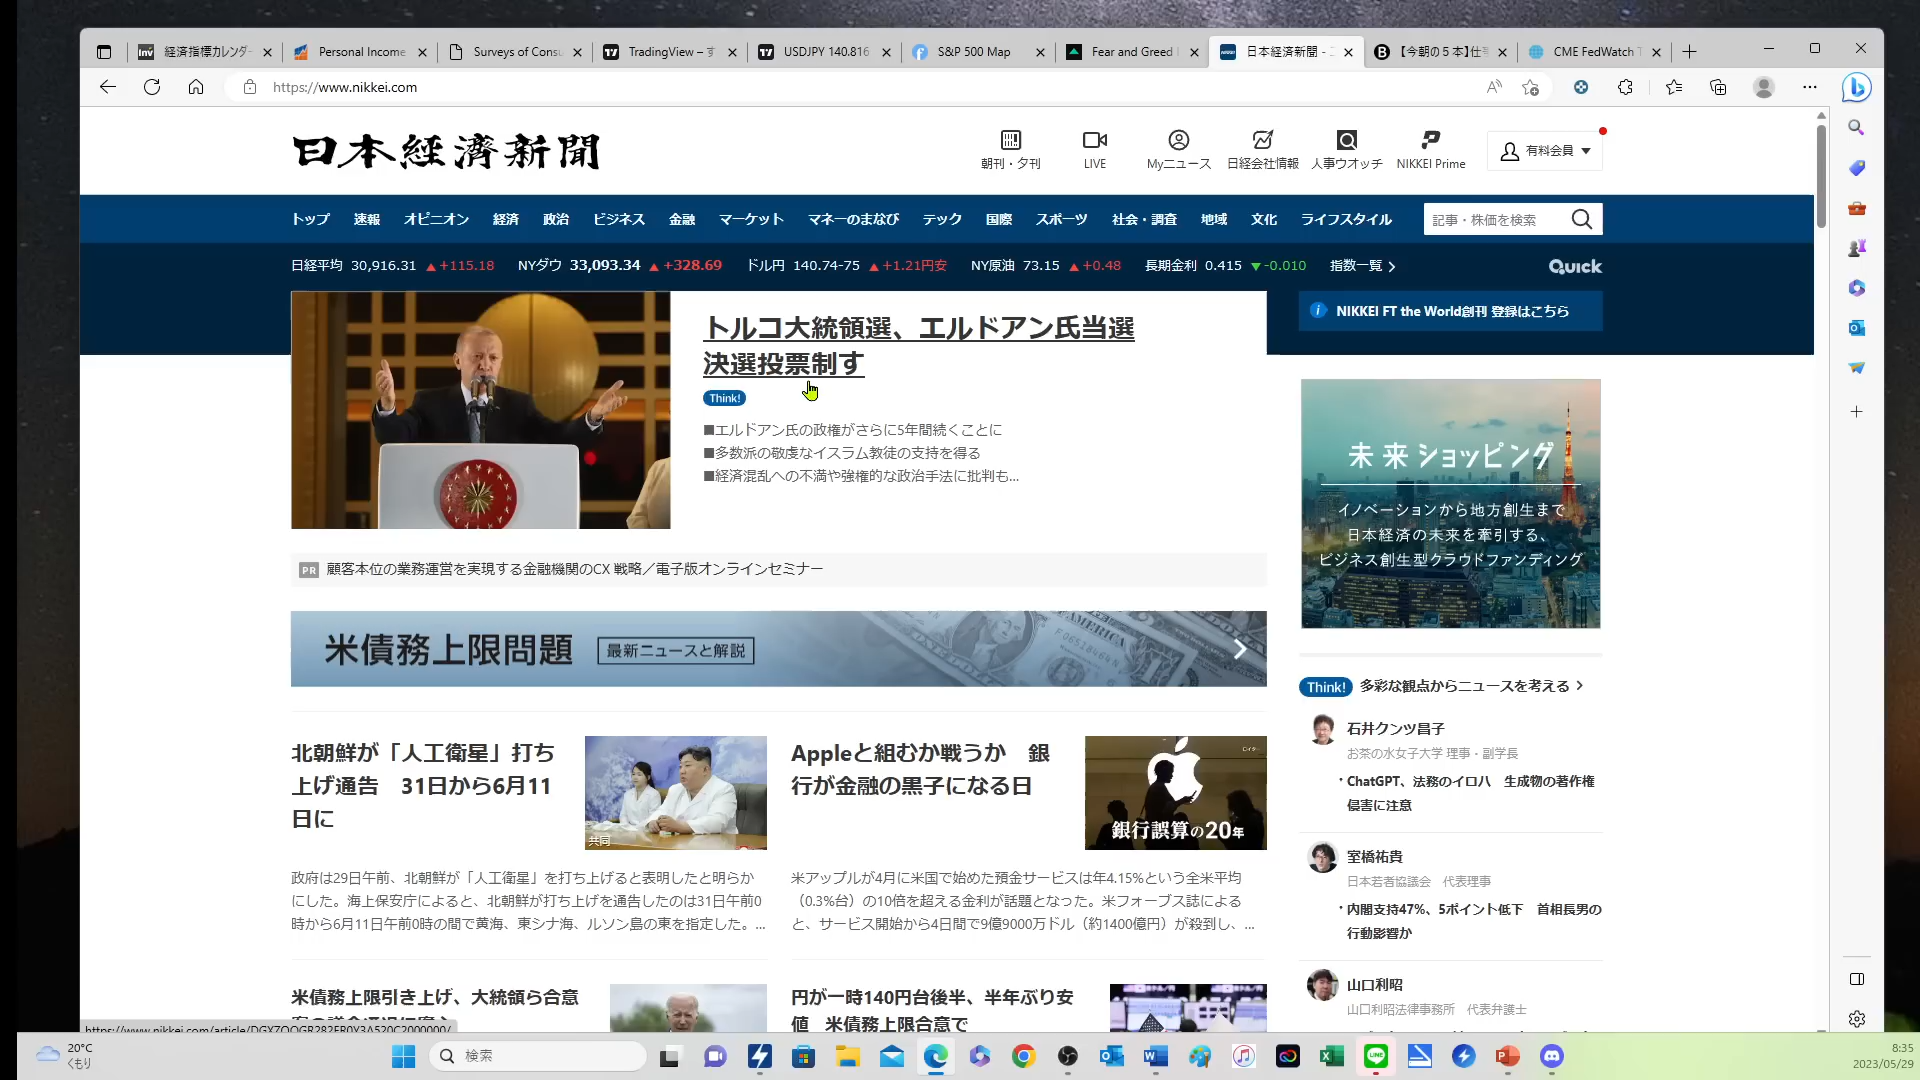 経済指標カレンダー
Personal Income
Surveys of Consu
TradingView – す
USDJPY 140.816
S&P 500 Map
Fear and Greed I
日本経済新聞 - ニ
【今朝の5本】仕事
CME FedWatch T
https://www.nikkei.com
日本経済新聞
朝刊・夕刊
LIVE
Myニュース
日経会社情報
人事ウオッチ
NIKKEI Prime
有料会員
トップ 速報 オピニオン 経済 政治 ビジネス 金融 マーケット マネーのまなび テック 国際 スポーツ 社会・調査 地域 文化 ライフスタイル
記事・株価を検索
日経平均 30,916.31 ▲+115.18 NYダウ 33,093.34 ▲+328.69 ドル円 140.74-75 ▲+1.21円安 NY原油 73.15 ▲+0.48 長期金利 0.415 ▼-0.010 指数一覧
QUICK
NIKKEI FT the World創刊 登録はこちら
トルコ大統領選、エルドアン氏当選
決選投票制す
Think!
■エルドアン氏の政権がさらに5年間続くことに
■多数派の敬虔なイスラム教徒の支持を得る
■経済混乱への不満や強権的な政治手法に批判も...
PR 顧客本位の業務運営を実現する金融機関のCX 戦略／電子版オンラインセミナー
米債務上限問題 最新ニュースと解説
未来ショッピング
イノベーションから地方創生まで
日本経済の未来を牽引する、
ビジネス創生型クラウドファンディング
北朝鮮が「人工衛星」打ち
上げ通告　31日から6月11
日に
共同
政府は29日午前、北朝鮮が「人工衛星」を打ち上げると表明したと明らか
にした。海上保安庁によると、北朝鮮が打ち上げを通告したのは31日午前0
時から6月11日午前0時の間で黄海、東シナ海、ルソン島の東を指定した。...
Appleと組むか戦うか　銀
行が金融の黒子になる日
ロイター
銀行誤算の20年
米アップルが4月に米国で始めた預金サービスは年4.15%という全米平均
（0.3%台）の10倍を超える金利が話題となった。米フォーブス誌による
と、サービス開始から4日間で9億9000万ドル（約1400億円）が殺到し、...
Think! 多彩な観点からニュースを考える
石井クンツ昌子
お茶の水女子大学 理事・副学長
・ChatGPT、法務のイロハ　生成物の著作権
侵害に注意
室橋祐貴
日本若者協議会　代表理事
・内閣支持47%、5ポイント低下　首相長男の
行動影響か
山口利昭
山口利昭法律事務所　代表弁護士
米債務上限引き上げ、大統領ら合意
円が一時140円台後半、半年ぶり安
値　米債務上限合意で
https://www.nikkei.com/article/DGXZQOGR282FR0Y3A520C2000000/
20°C
くもり
検索
8:35
2023/05/29